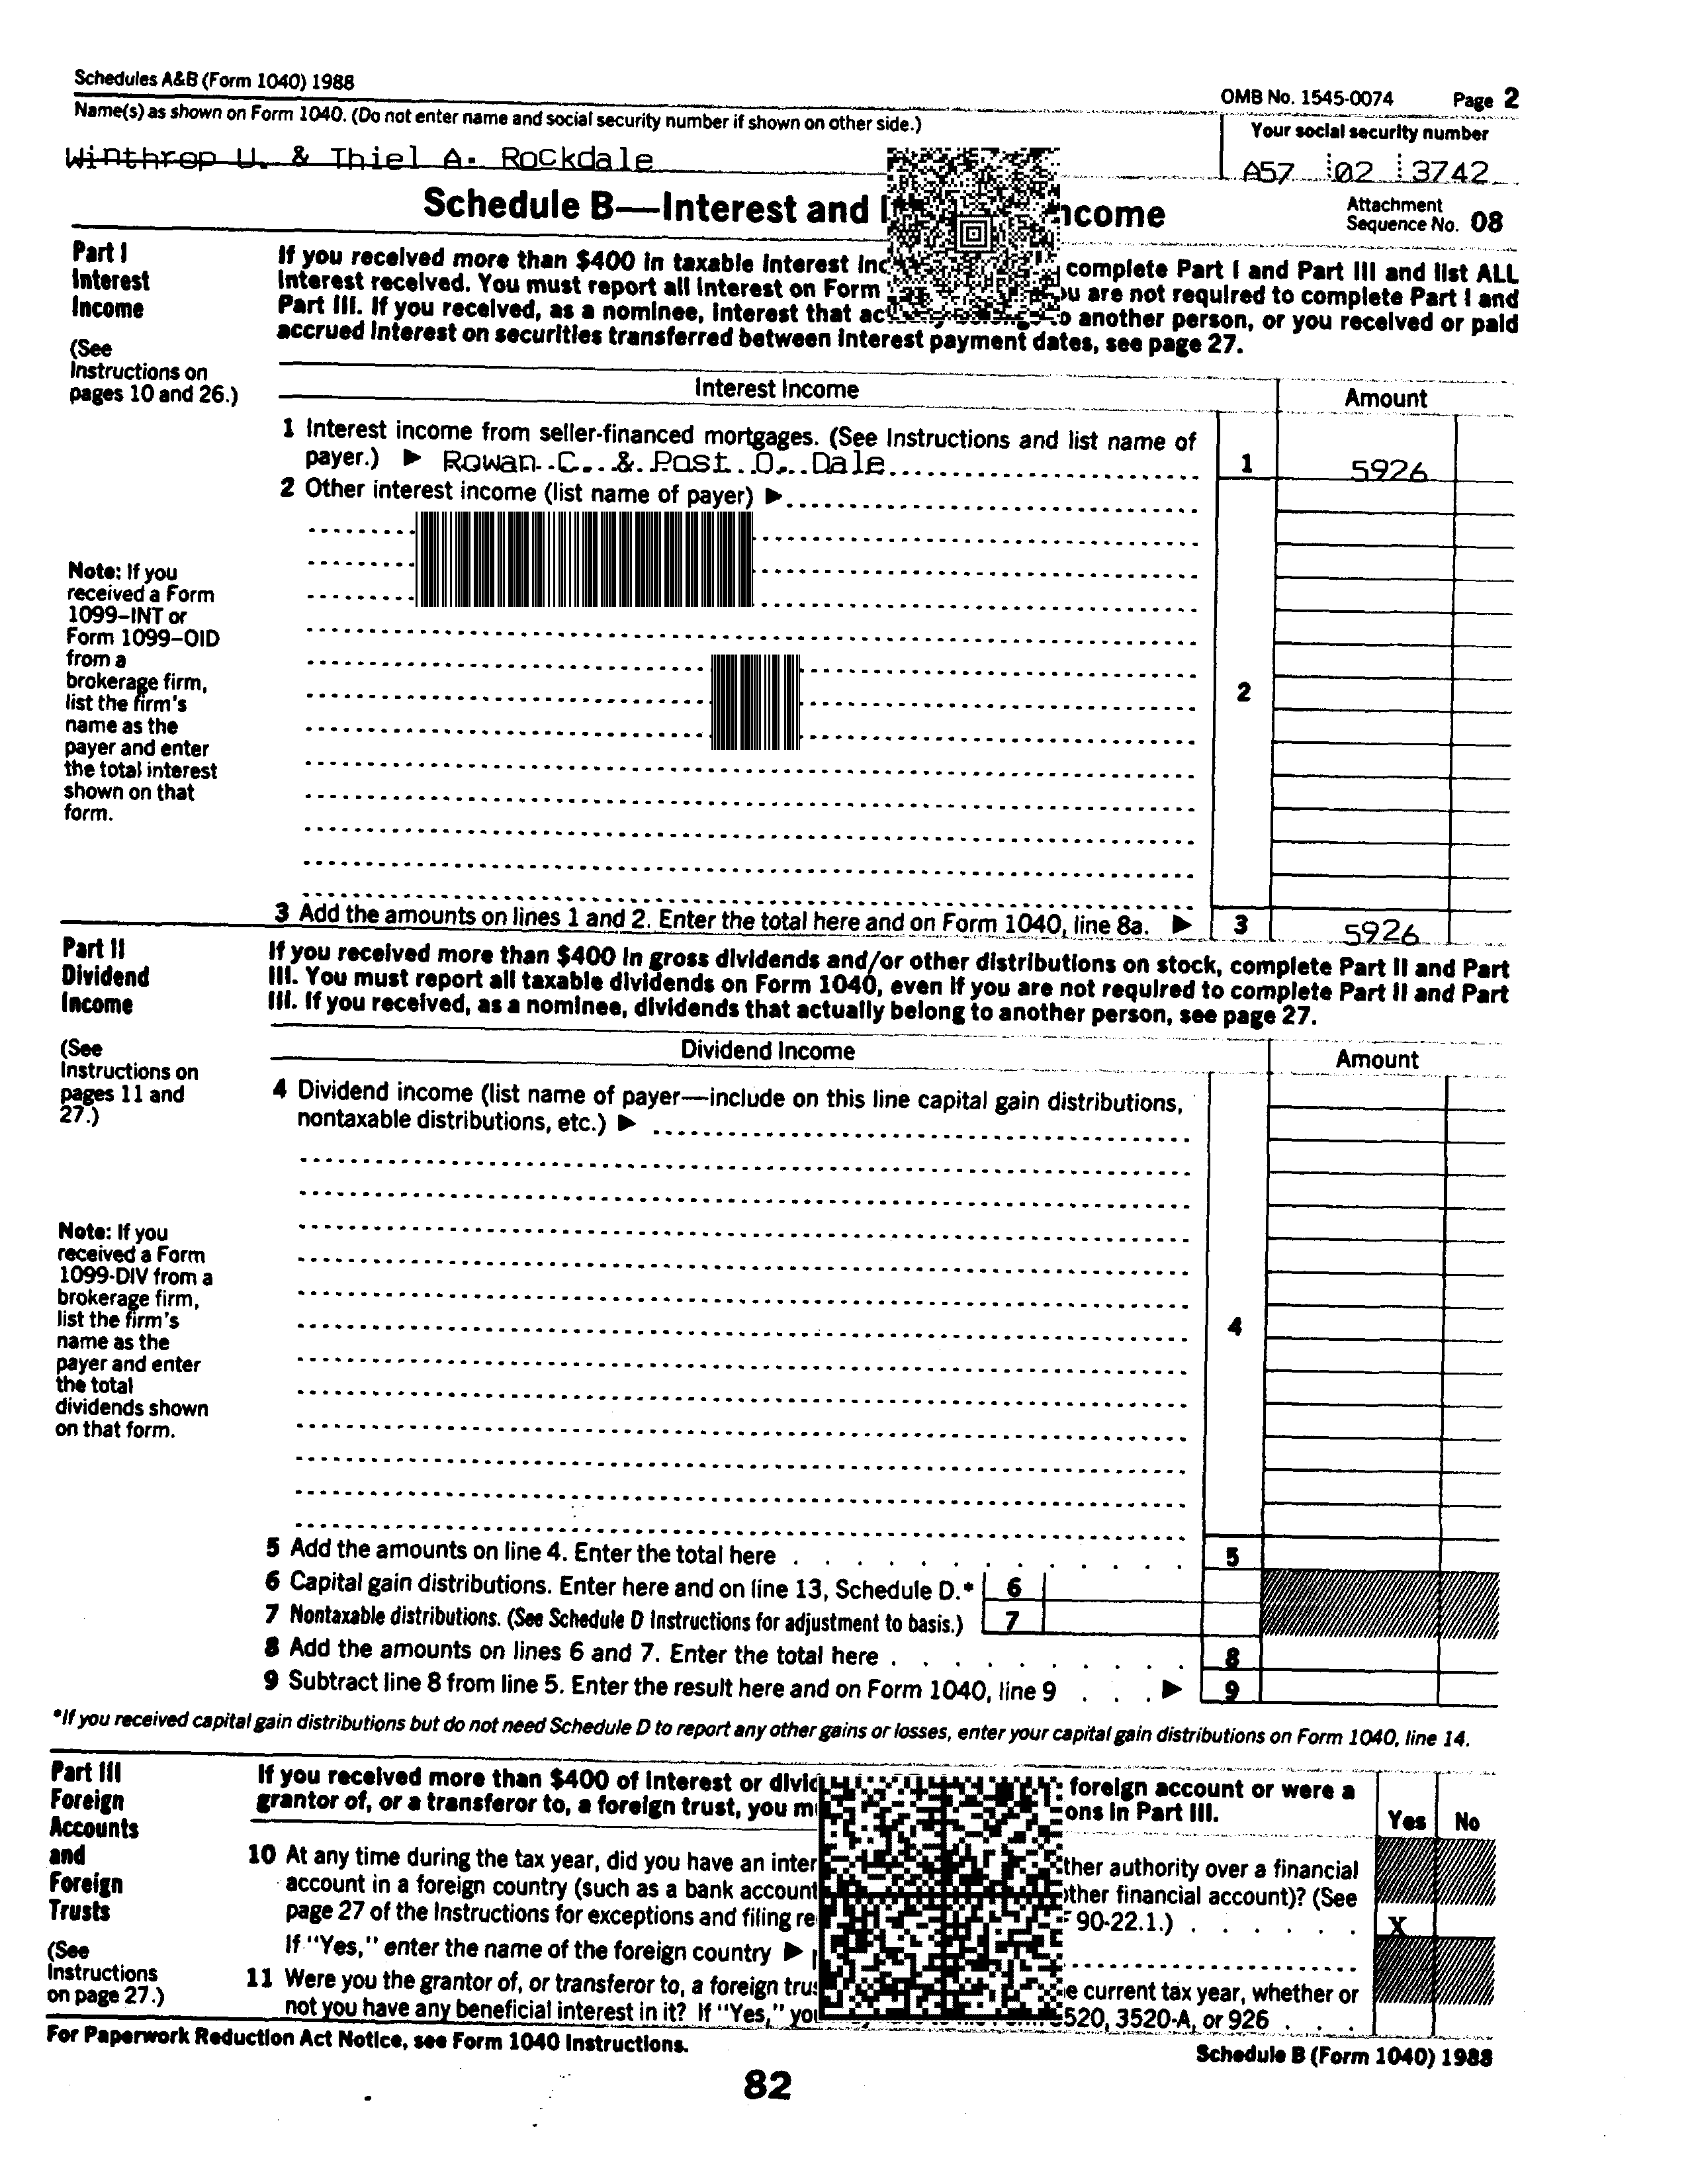 Schedules A&B (Form 1040) 1988
OMB No. 1545-0074 Page 2
Name(s) as shown on Form 1040. (Do not enter name and social security number if shown on other side.)
Your social security number
Winthrop U. & Thiel A. Rockdale
A57 02 3742
Schedule B—Interest and ncome
Attachment
Sequence No. 08
Part I
Interest
Income
(See
Instructions on
pages 10 and 26.)
If you received more than $400 in taxable interest inc complete Part I and Part III and list ALL
interest received. You must report all interest on Form ou are not required to complete Part I and
Part III. If you received, as a nominee, interest that ac to another person, or you received or paid
accrued interest on securities transferred between interest payment dates, see page 27.
Interest Income
Amount
1 Interest income from seller-financed mortgages. (See Instructions and list name of
payer.) ▶ Rowan C. & Post O. Dale 1 5926
2 Other interest income (list name of payer) ▶
Note: If you
received a Form
1099–INT or
Form 1099–OID
from a
brokerage firm,
list the firm's
name as the
payer and enter
the total interest
shown on that
form.
2
3 Add the amounts on lines 1 and 2. Enter the total here and on Form 1040, line 8a. ▶ 3 5926
Part II
Dividend
Income
(See
Instructions on
pages 11 and
27.)
If you received more than $400 in gross dividends and/or other distributions on stock, complete Part II and Part
III. You must report all taxable dividends on Form 1040, even if you are not required to complete Part II and Part
III. If you received, as a nominee, dividends that actually belong to another person, see page 27.
Dividend Income
Amount
4 Dividend income (list name of payer—include on this line capital gain distributions,
nontaxable distributions, etc.) ▶
Note: If you
received a Form
1099-DIV from a
brokerage firm,
list the firm's
name as the
payer and enter
the total
dividends shown
on that form.
4
5 Add the amounts on line 4. Enter the total here 5
6 Capital gain distributions. Enter here and on line 13, Schedule D.* 6
7 Nontaxable distributions. (See Schedule D Instructions for adjustment to basis.) 7
8 Add the amounts on lines 6 and 7. Enter the total here 8
9 Subtract line 8 from line 5. Enter the result here and on Form 1040, line 9 ▶ 9
*If you received capital gain distributions but do not need Schedule D to report any other gains or losses, enter your capital gain distributions on Form 1040, line 14.
Part III
Foreign
Accounts
and
Foreign
Trusts
(See
Instructions
on page 27.)
If you received more than $400 of interest or divid foreign account or were a
grantor of, or a transferor to, a foreign trust, you m ons in Part III.
Yes No
10 At any time during the tax year, did you have an inter ther authority over a financial
account in a foreign country (such as a bank account other financial account)? (See
page 27 of the Instructions for exceptions and filing re F 90-22.1.) X
If "Yes," enter the name of the foreign country ▶
11 Were you the grantor of, or transferor to, a foreign trus e current tax year, whether or
not you have any beneficial interest in it? If "Yes," you 3520, 3520-A, or 926
For Paperwork Reduction Act Notice, see Form 1040 Instructions.
Schedule B (Form 1040) 1988
82